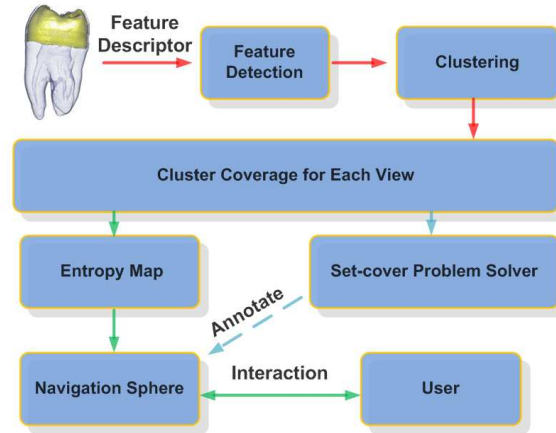 Feature
Descriptor
Feature
Detection
Clustering
Cluster Coverage for Each View
Entropy Map
Set-cover Problem Solver
Annotate
Navigation Sphere
Interaction
User